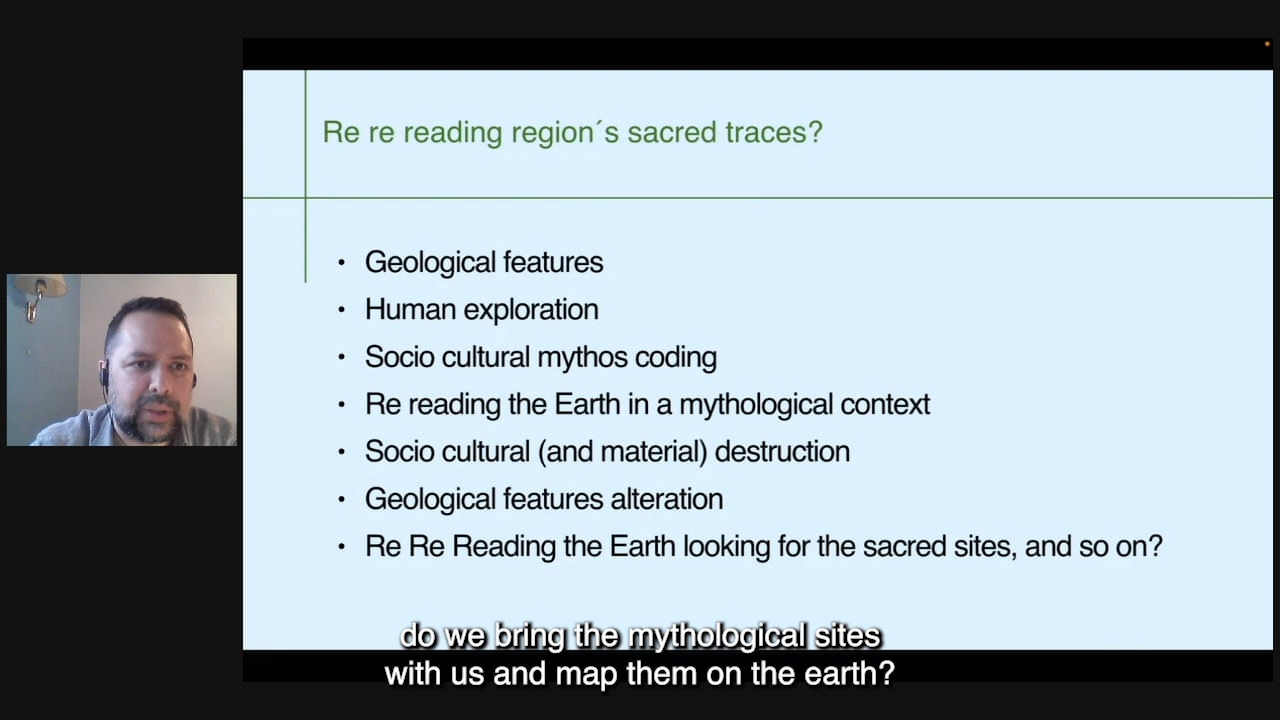 Re re reading region´s sacred traces?
• Geological features
• Human exploration
• Socio cultural mythos coding
• Re reading the Earth in a mythological context
• Socio cultural (and material) destruction
• Geological features alteration
• Re Re Reading the Earth looking for the sacred sites, and so on?
do we bring the mythological sites
with us and map them on the earth?